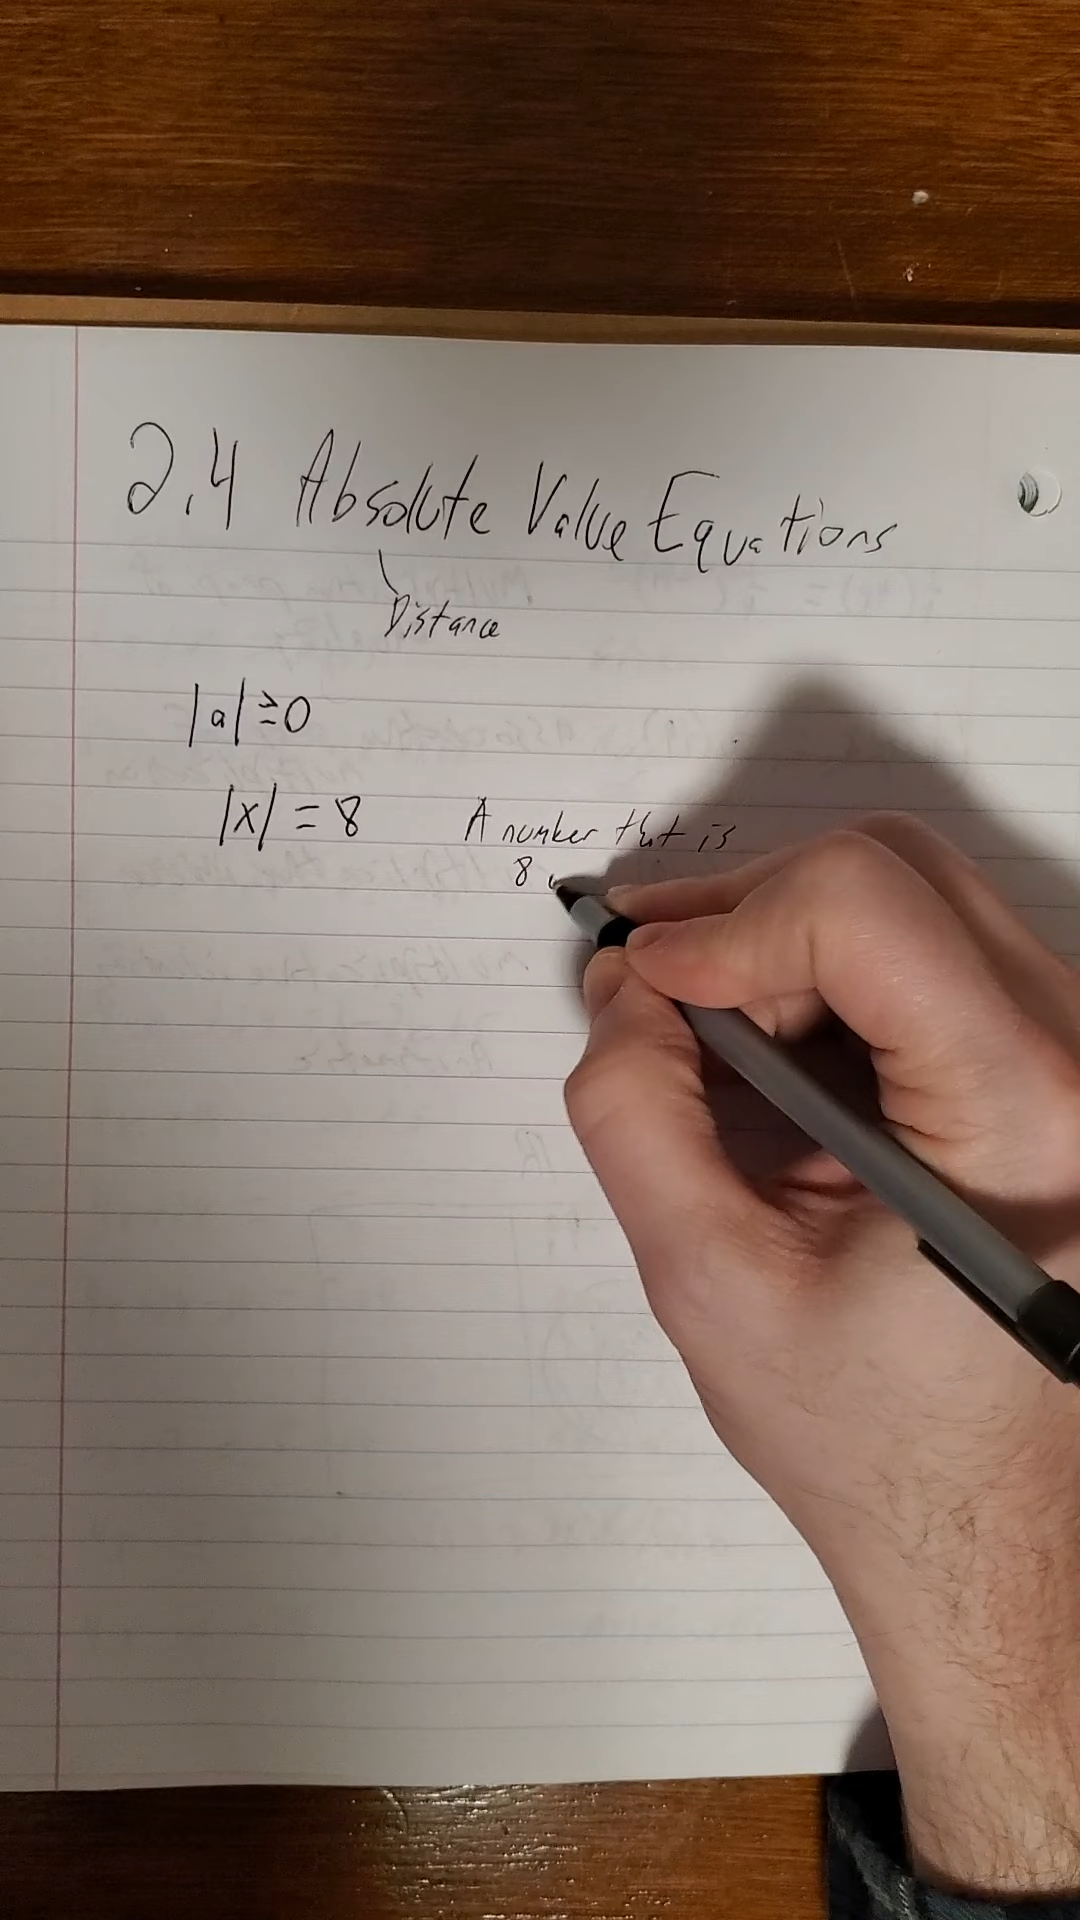 2.4 Absolute Value Equations
Distance
|a| ≥ 0
|x| = 8 A number that is
8